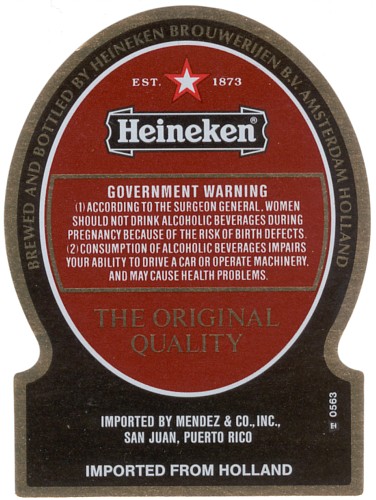 BREWED AND BOTTLED BY HEINEKEN BROUWERIJEN B.V. AMSTERDAM HOLLAND
EST. 1873
Heineken®
GOVERNMENT WARNING
(1) ACCORDING TO THE SURGEON GENERAL, WOMEN
SHOULD NOT DRINK ALCOHOLIC BEVERAGES DURING
PREGNANCY BECAUSE OF THE RISK OF BIRTH DEFECTS.
(2) CONSUMPTION OF ALCOHOLIC BEVERAGES IMPAIRS
YOUR ABILITY TO DRIVE A CAR OR OPERATE MACHINERY,
AND MAY CAUSE HEALTH PROBLEMS.
THE ORIGINAL
QUALITY
IMPORTED BY MENDEZ & CO., INC.,
SAN JUAN, PUERTO RICO
IMPORTED FROM HOLLAND
0563